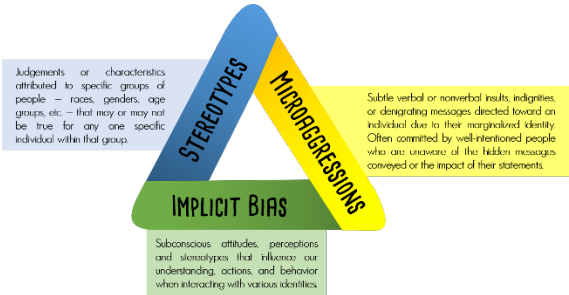 STEREOTYPES
Judgements or characteristics
attributed to specific groups of
people – races, genders, age
groups, etc. – that may or may not
be true for any one specific
individual within that group.
MICROAGGRESSIONS
Subtle verbal or nonverbal insults, indignities,
or denigrating messages directed toward an
individual due to their marginalized identity.
Often committed by well-intentioned people
who are unaware of the hidden messages
conveyed or the impact of their statements.
IMPLICIT BIAS
Subconscious attitudes, perceptions
and stereotypes that influence our
understanding, actions, and behavior
when interacting with various identities.